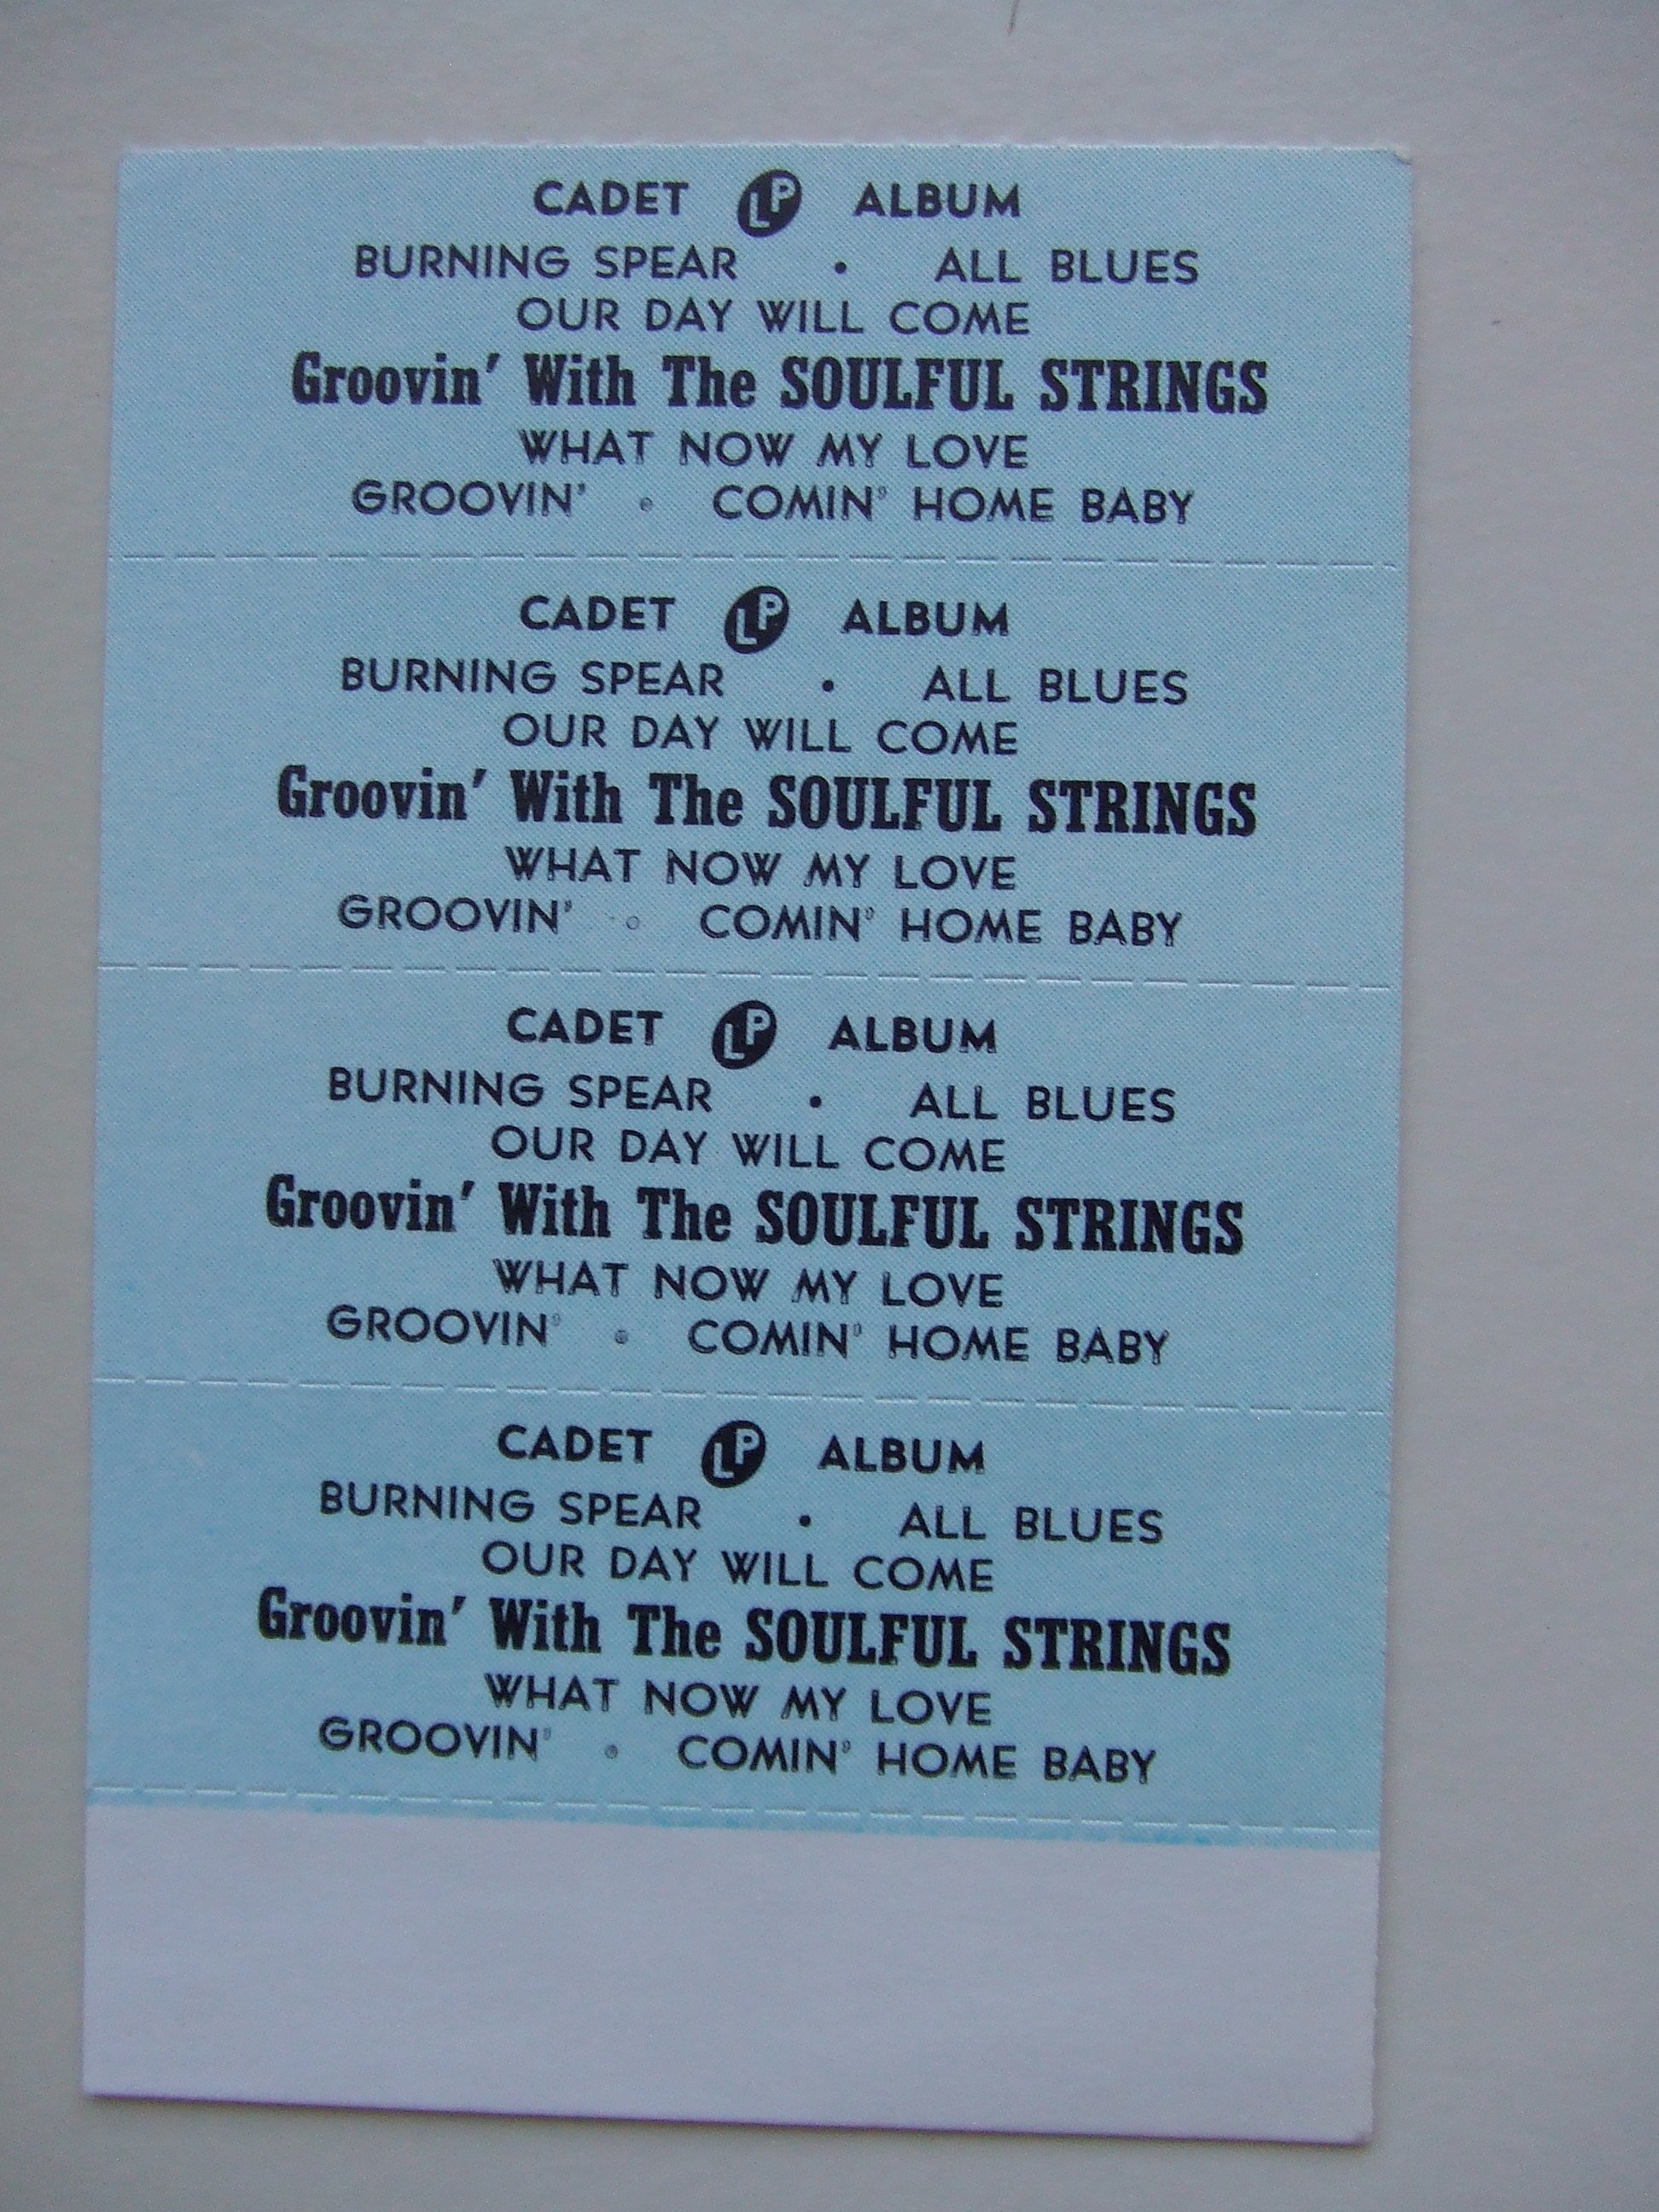 CADET LP ALBUM
BURNING SPEAR • ALL BLUES
OUR DAY WILL COME
Groovin' With The SOULFUL STRINGS
WHAT NOW MY LOVE
GROOVIN' • COMIN' HOME BABY
CADET LP ALBUM
BURNING SPEAR • ALL BLUES
OUR DAY WILL COME
Groovin' With The SOULFUL STRINGS
WHAT NOW MY LOVE
GROOVIN' • COMIN' HOME BABY
CADET LP ALBUM
BURNING SPEAR • ALL BLUES
OUR DAY WILL COME
Groovin' With The SOULFUL STRINGS
WHAT NOW MY LOVE
GROOVIN' • COMIN' HOME BABY
CADET LP ALBUM
BURNING SPEAR • ALL BLUES
OUR DAY WILL COME
Groovin' With The SOULFUL STRINGS
WHAT NOW MY LOVE
GROOVIN' • COMIN' HOME BABY